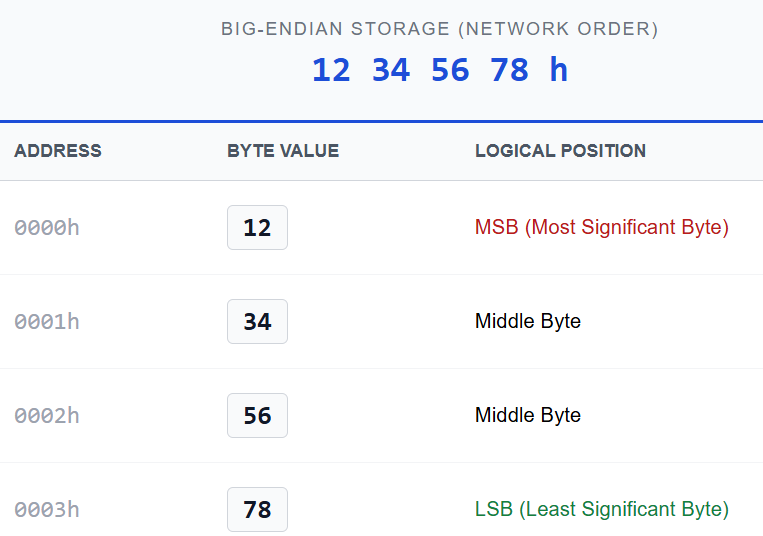 BIG-ENDIAN STORAGE (NETWORK ORDER)
12 34 56 78 h
ADDRESS BYTE VALUE LOGICAL POSITION
0000h 12 MSB (Most Significant Byte)
0001h 34 Middle Byte
0002h 56 Middle Byte
0003h 78 LSB (Least Significant Byte)